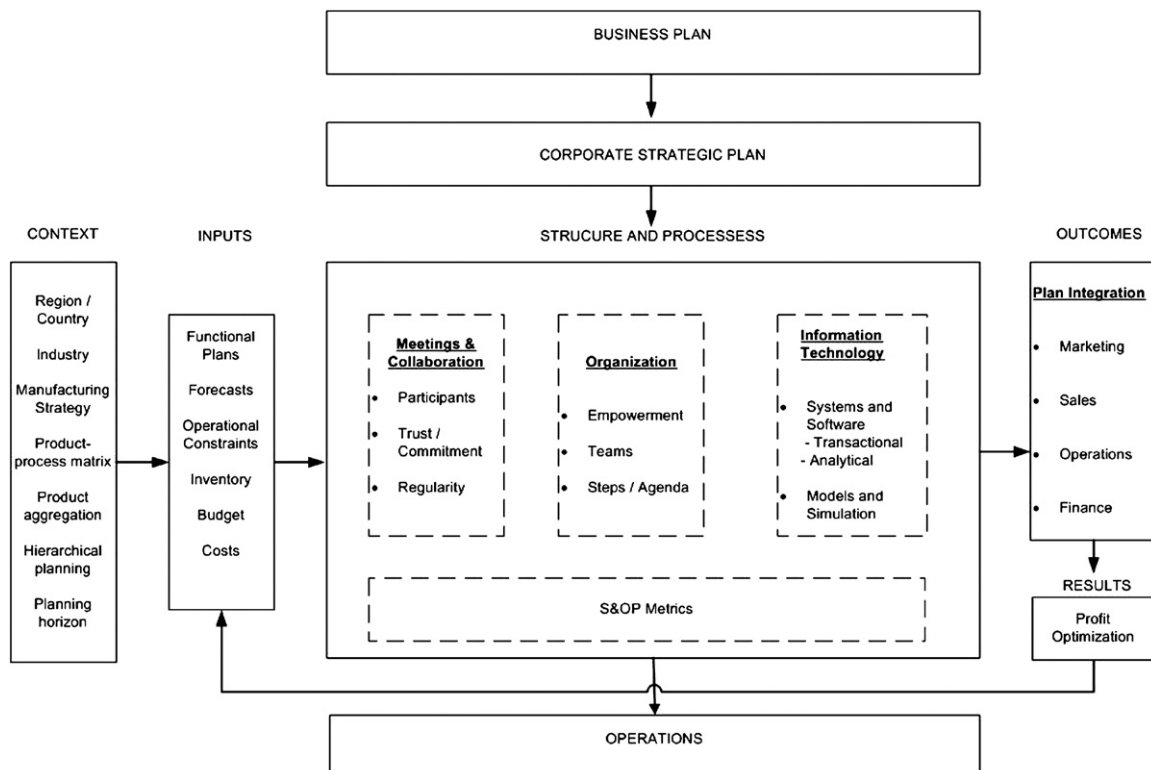 BUSINESS PLAN
CORPORATE STRATEGIC PLAN
CONTEXT
Region /
Country
Industry
Manufacturing
Strategy
Product-
process matrix
Product
aggregation
Hierarchical
planning
Planning
horizon
INPUTS
Functional
Plans
Forecasts
Operational
Constraints
Inventory
Budget
Costs
STRUCURE AND PROCESSESS
Meetings &
Collaboration
• Participants
• Trust /
Commitment
• Regularity
Organization
• Empowerment
• Teams
• Steps / Agenda
Information
Technology
• Systems and
Software
- Transactional
- Analytical
• Models and
Simulation
S&OP Metrics
OUTCOMES
Plan Integration
• Marketing
• Sales
• Operations
• Finance
RESULTS
Profit
Optimization
OPERATIONS